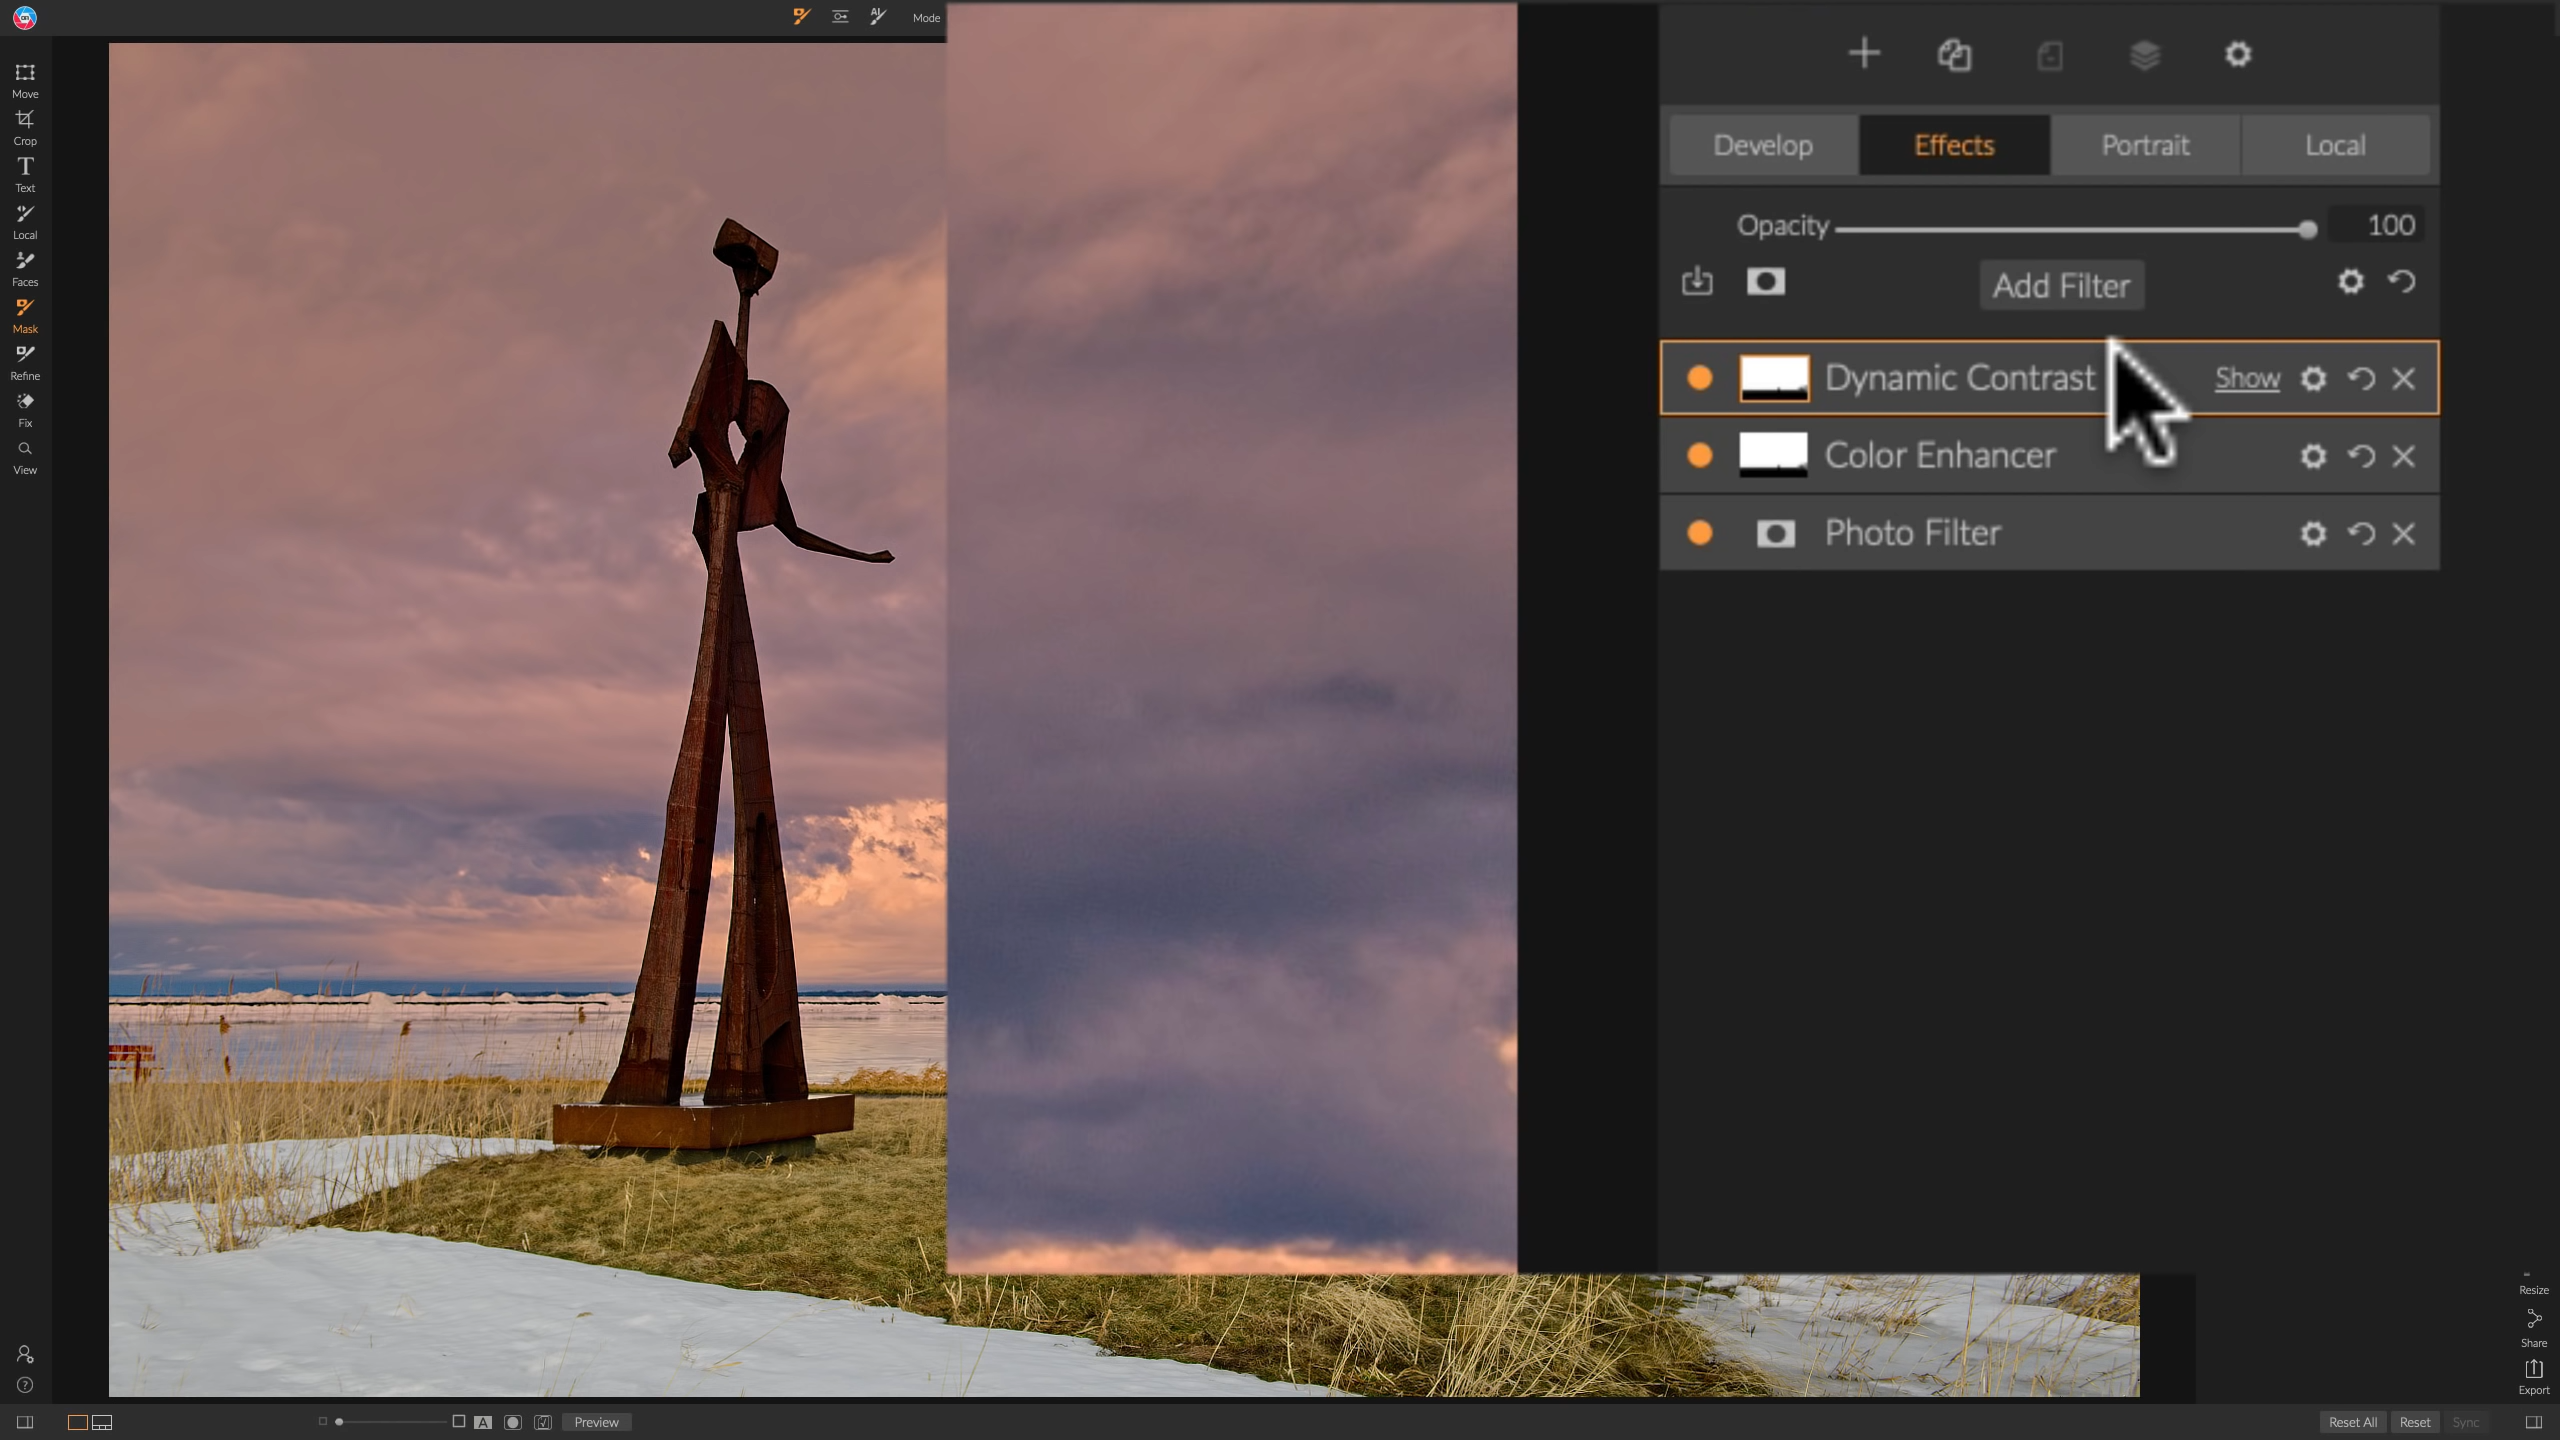 Mode
Move
Crop
Text
Local
Faces
Mask
Refine
Fix
View
Develop Effects Portrait Local
Opacity 100
Add Filter
Dynamic Contrast Show
Color Enhancer
Photo Filter
Resize
Share
Export
A Preview Reset All Reset Sync